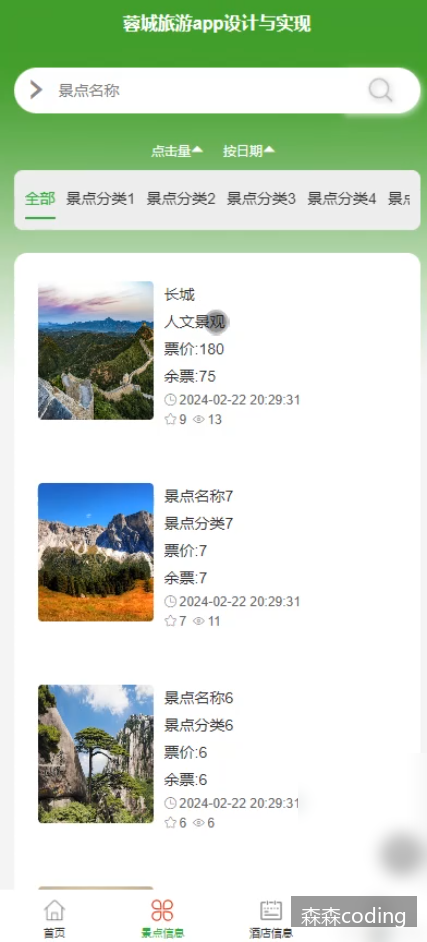 蓉城旅游app设计与实现
景点名称
点击量 按日期
全部 景点分类1 景点分类2 景点分类3 景点分类4 景点
长城
人文景观
票价:180
余票:75
2024-02-22 20:29:31
9 13
景点名称7
景点分类7
票价:7
余票:7
2024-02-22 20:29:31
7 11
景点名称6
景点分类6
票价:6
余票:6
2024-02-22 20:29:31
6 6
首页 景点信息 酒店信息
森森coding